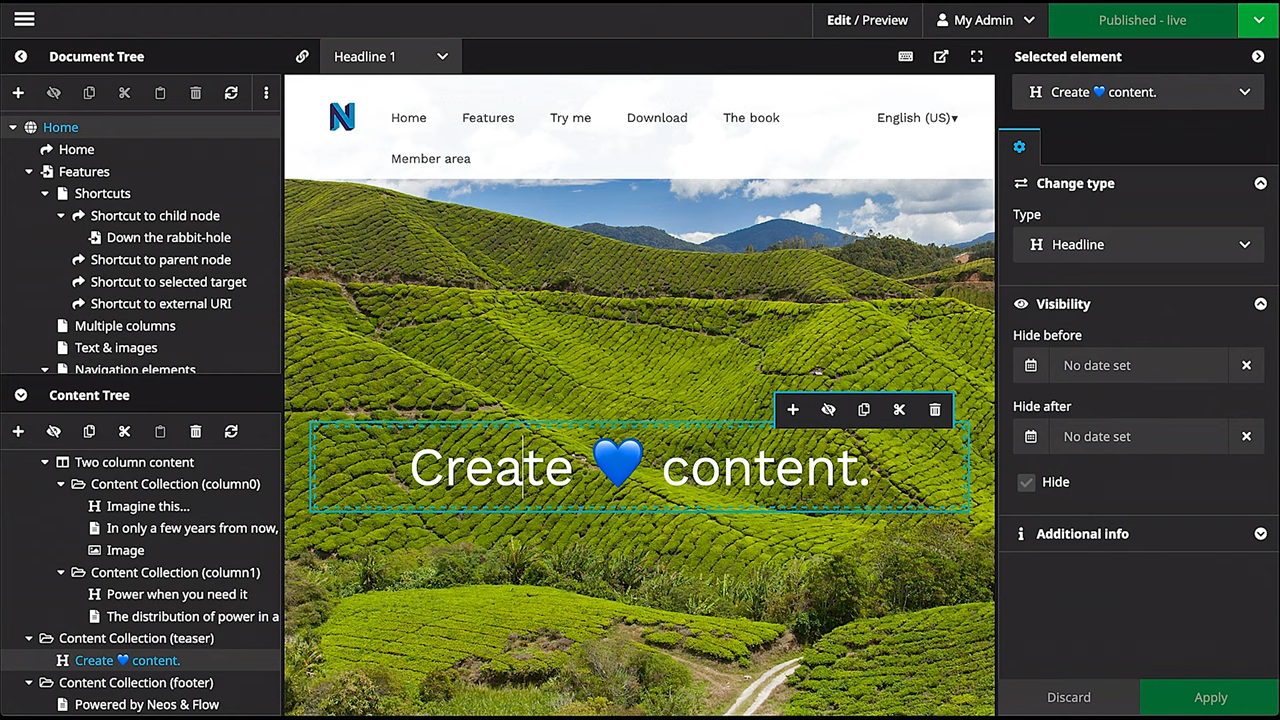 Edit / Preview
My Admin
Published - live
Document Tree
Headline 1
Selected element
Create 💙 content.
Home
Home
Features
Shortcuts
Shortcut to child node
Down the rabbit-hole
Shortcut to parent node
Shortcut to selected target
Shortcut to external URI
Multiple columns
Text & images
Navigation elements
Content Tree
Two column content
Content Collection (column0)
Imagine this...
In only a few years from now,
Image
Content Collection (column1)
Power when you need it
The distribution of power in a
Content Collection (teaser)
Create 💙 content.
Content Collection (footer)
Powered by Neos & Flow
N
Home Features Try me Download The book English (US)▾
Member area
Create 💙 content.
Change type
Type
H Headline
Visibility
Hide before
No date set
Hide after
No date set
Hide
Additional info
Discard
Apply